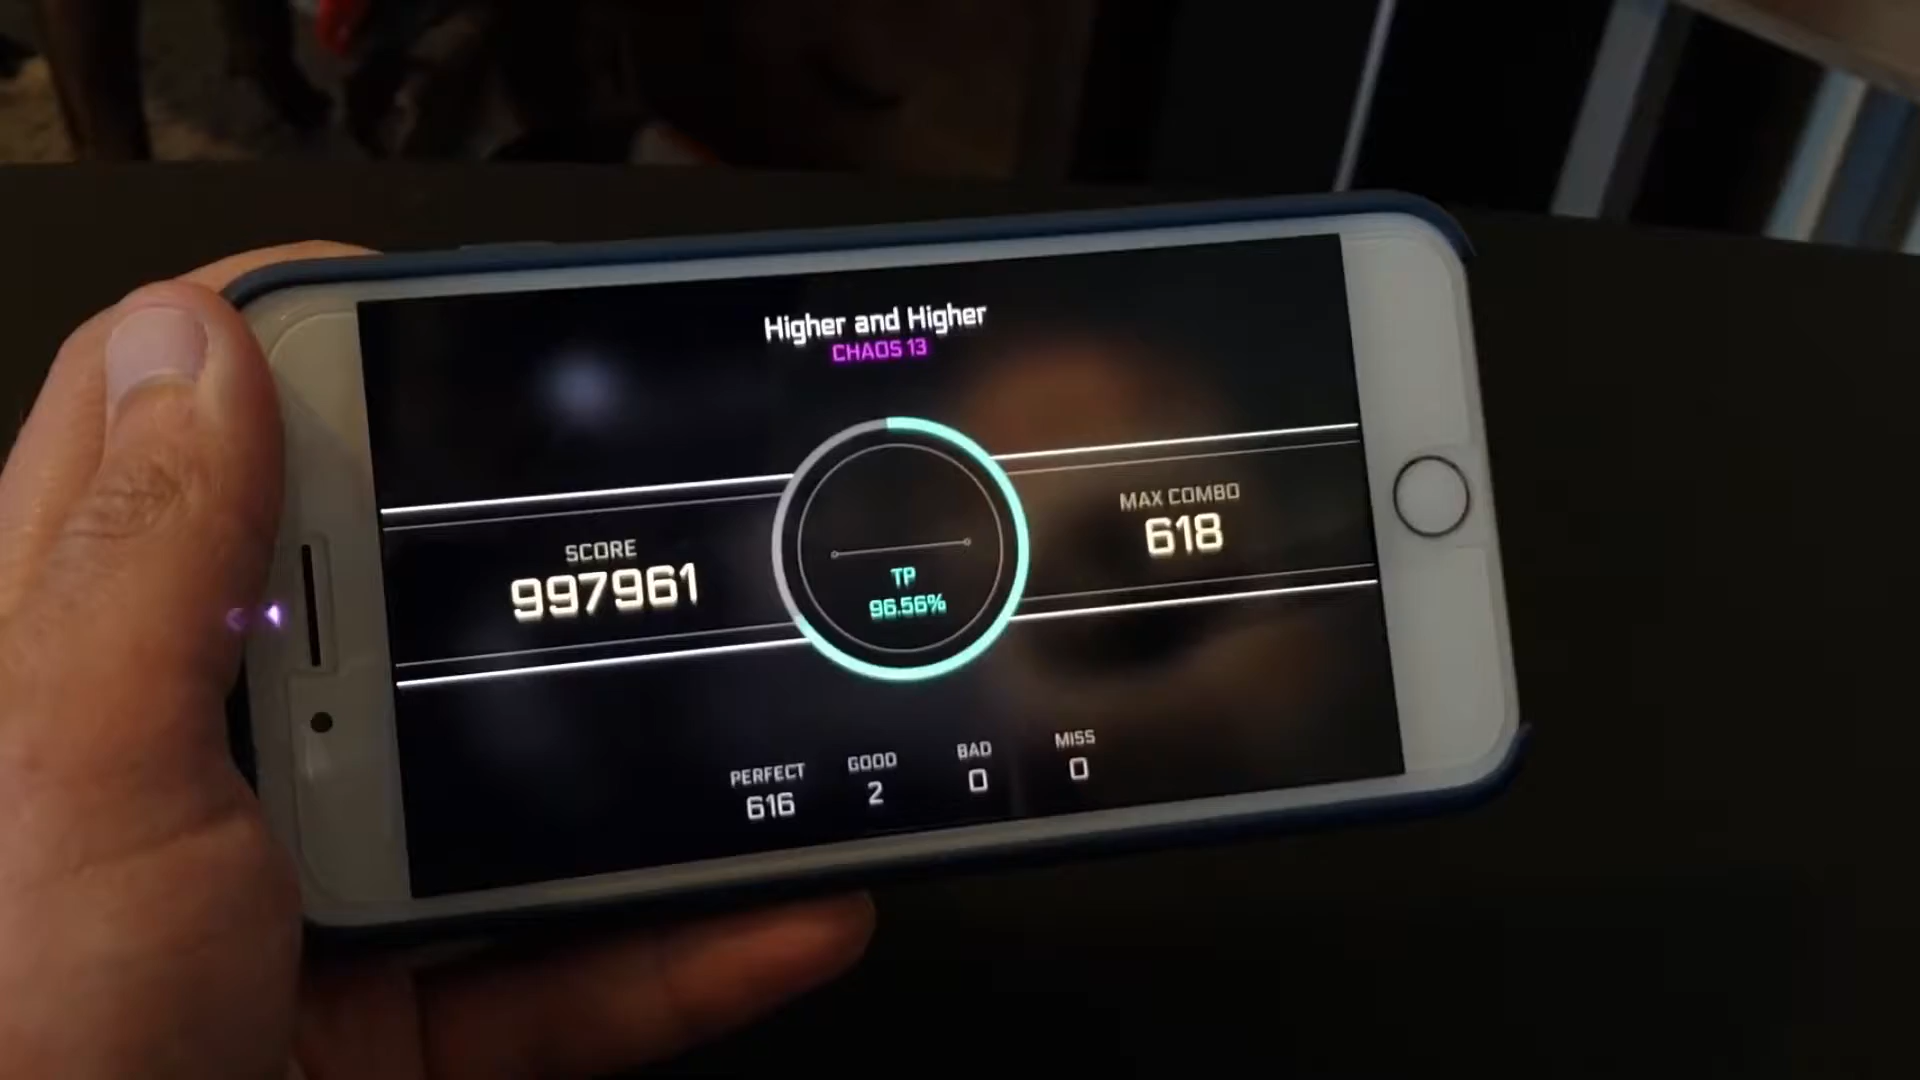 Higher and Higher
CHAOS 13
SCORE
997961
TP
96.56%
MAX COMBO
618
PERFECT
616
GOOD
2
BAD
0
MISS
0